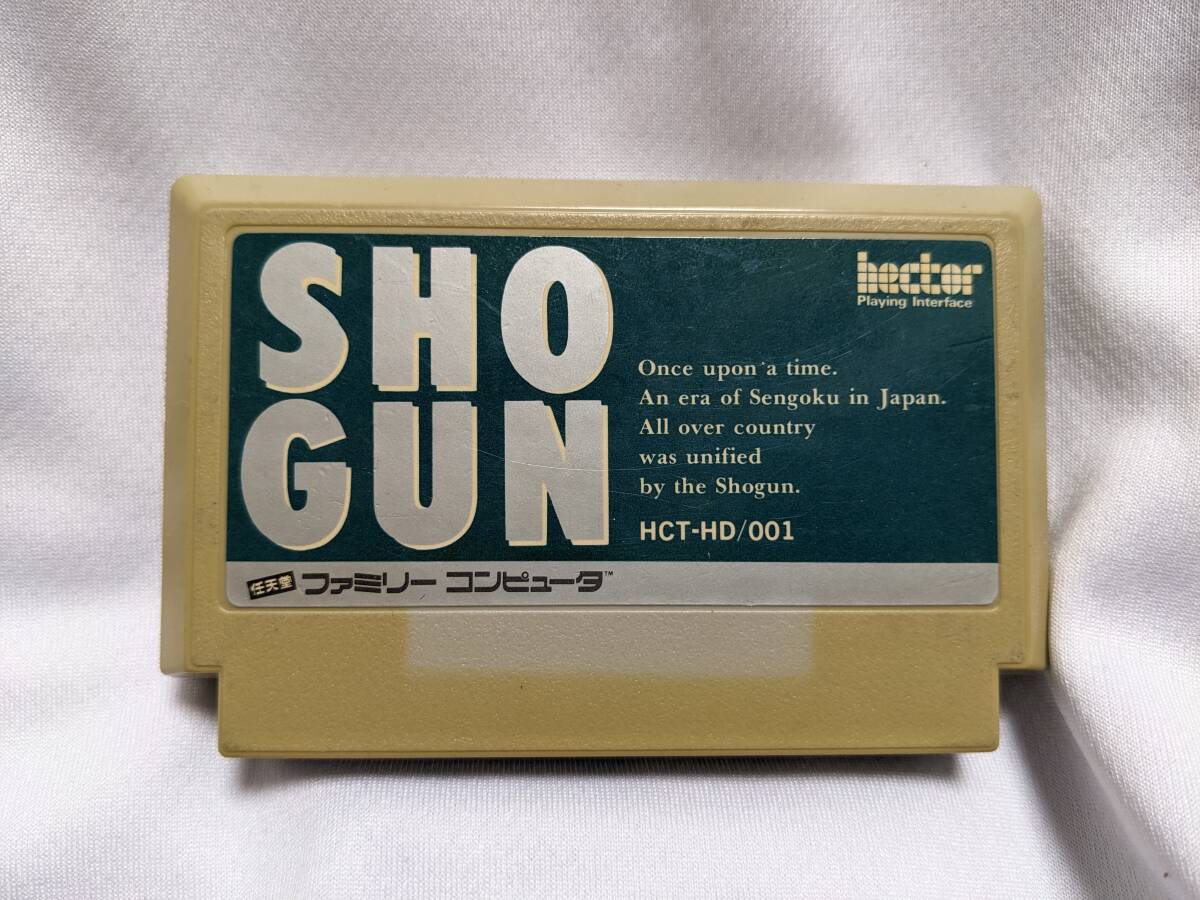 SHO
GUN
hector
Playing Interface
Once upon a time.
An era of Sengoku in Japan.
All over country
was unified
by the Shogun.
HCT-HD/001
任天堂 ファミリー コンピュータ™